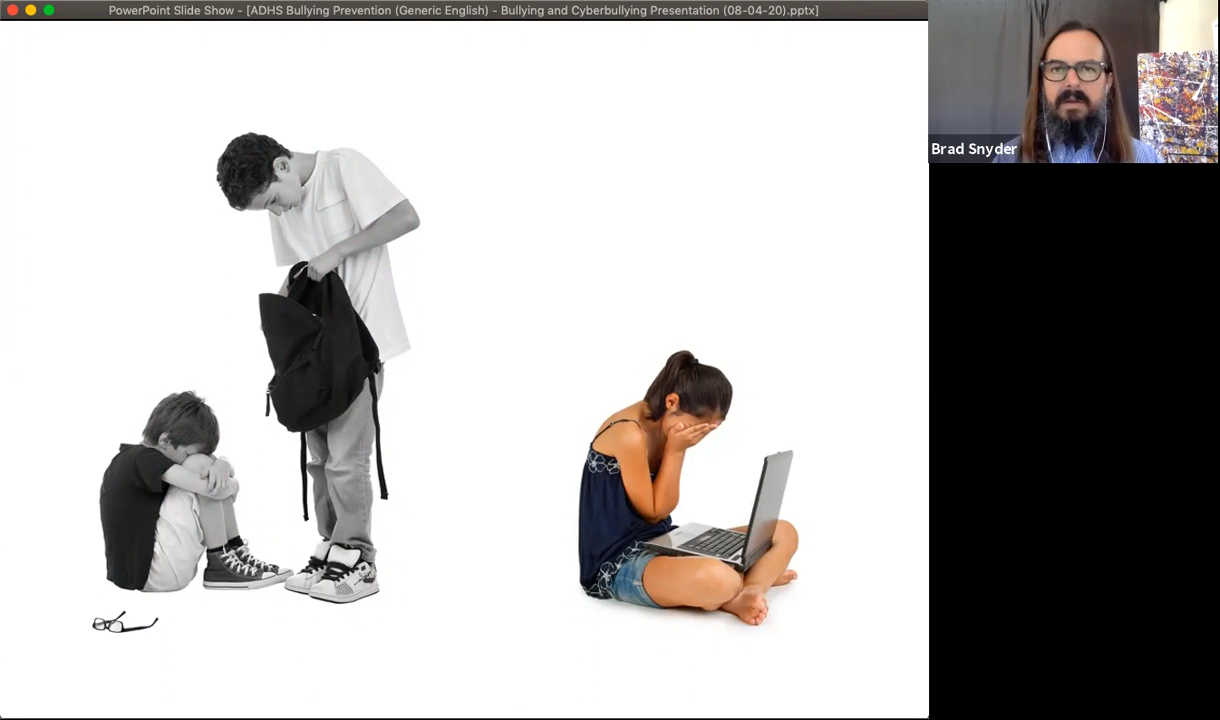 PowerPoint Slide Show - [ADHS Bullying Prevention (Generic English) - Bullying and Cyberbullying Presentation (08-04-20).pptx]
Brad Snyder